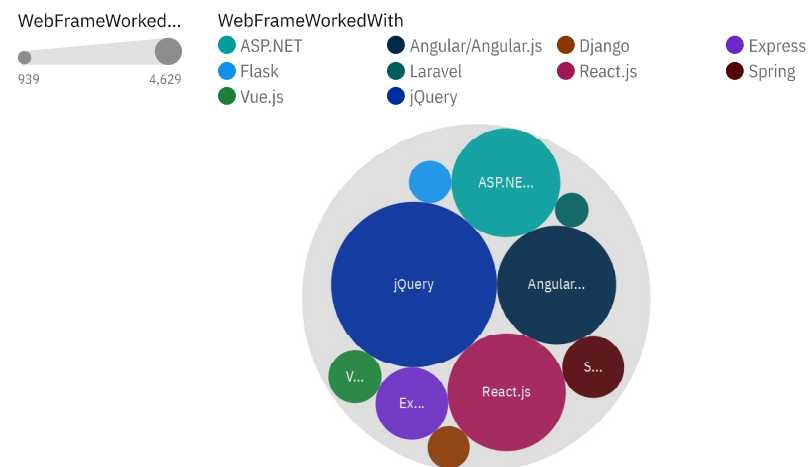 WebFrameWorked...
939
4,629
WebFrameWorkedWith
ASP.NET
Angular/Angular.js
Django
Express
Flask
Laravel
React.js
Spring
Vue.js
jQuery
ASP.NE...
jQuery
Angular...
V...
Ex...
React.js
S...